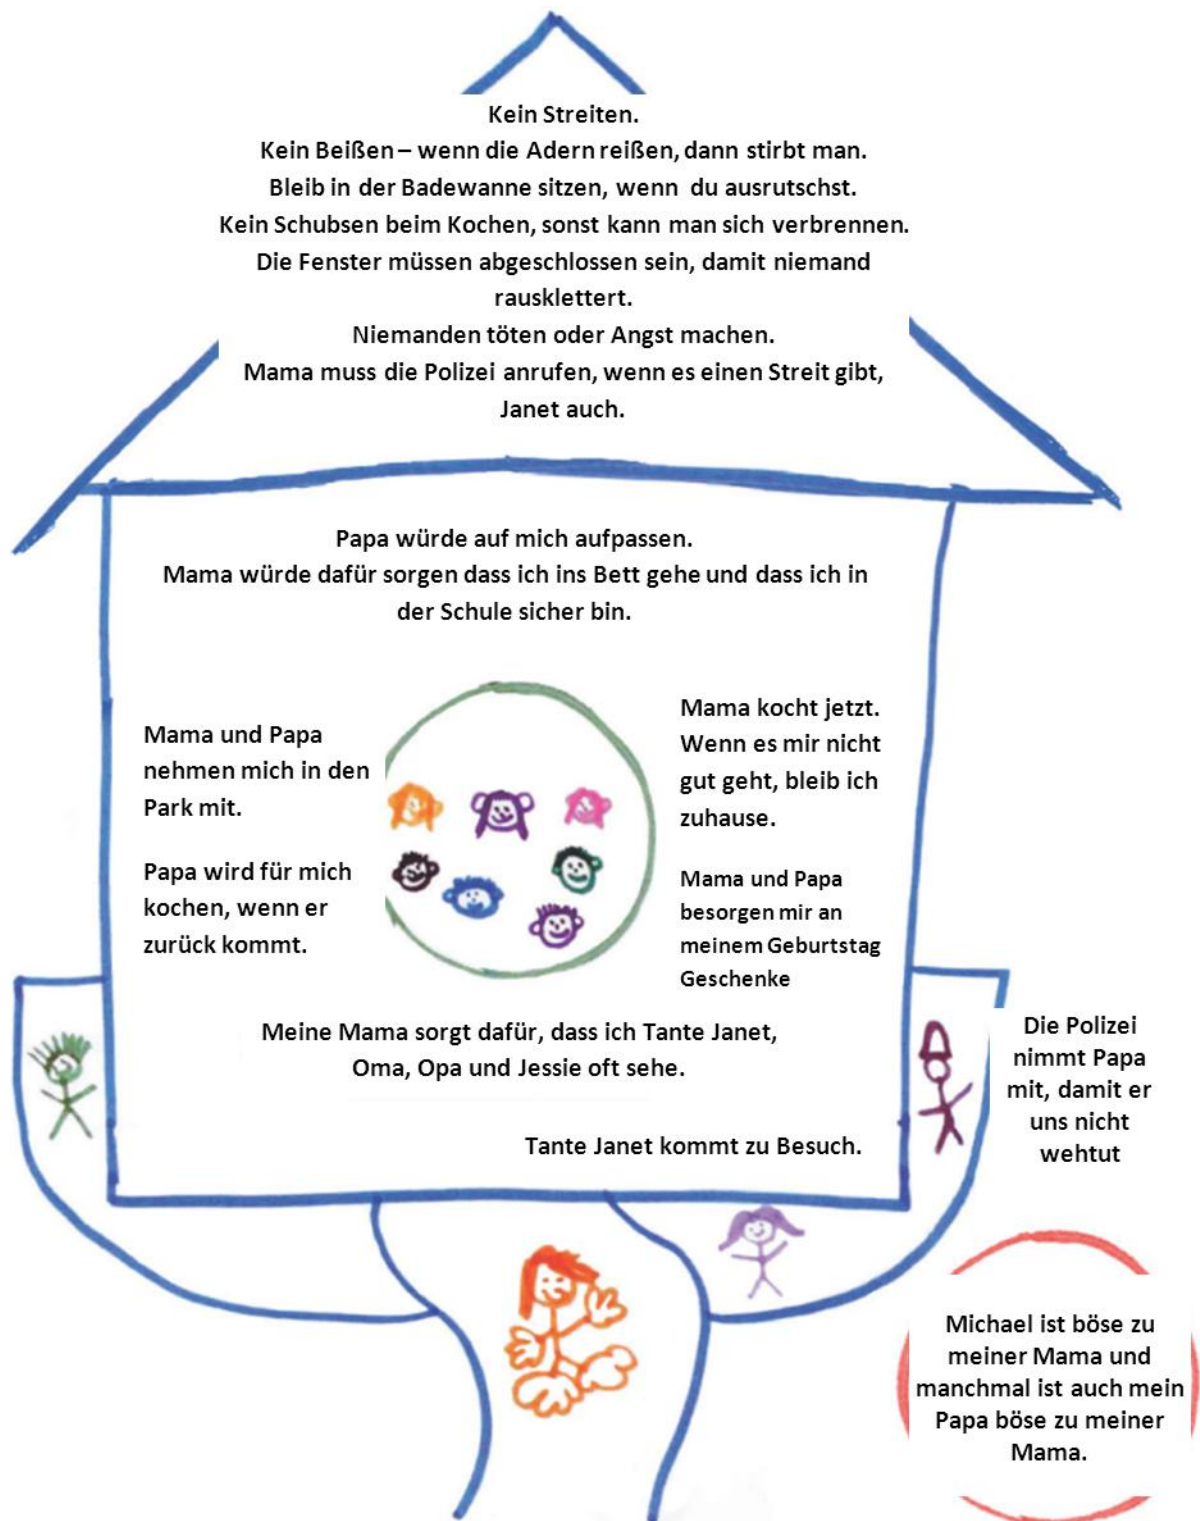 Kein Streiten.
Kein Beißen – wenn die Adern reißen, dann stirbt man.
Bleib in der Badewanne sitzen, wenn du ausrutschst.
Kein Schubsen beim Kochen, sonst kann man sich verbrennen.
Die Fenster müssen abgeschlossen sein, damit niemand
rausklettert.
Niemanden töten oder Angst machen.
Mama muss die Polizei anrufen, wenn es einen Streit gibt,
Janet auch.
Papa würde auf mich aufpassen.
Mama würde dafür sorgen dass ich ins Bett gehe und dass ich in
der Schule sicher bin.
Mama und Papa
nehmen mich in den
Park mit.
Papa wird für mich
kochen, wenn er
zurück kommt.
Mama kocht jetzt.
Wenn es mir nicht
gut geht, bleib ich
zuhause.
Mama und Papa
besorgen mir an
meinem Geburtstag
Geschenke
Meine Mama sorgt dafür, dass ich Tante Janet,
Oma, Opa und Jessie oft sehe.
Tante Janet kommt zu Besuch.
Die Polizei
nimmt Papa
mit, damit er
uns nicht
wehtut
Michael ist böse zu
meiner Mama und
manchmal ist auch mein
Papa böse zu meiner
Mama.